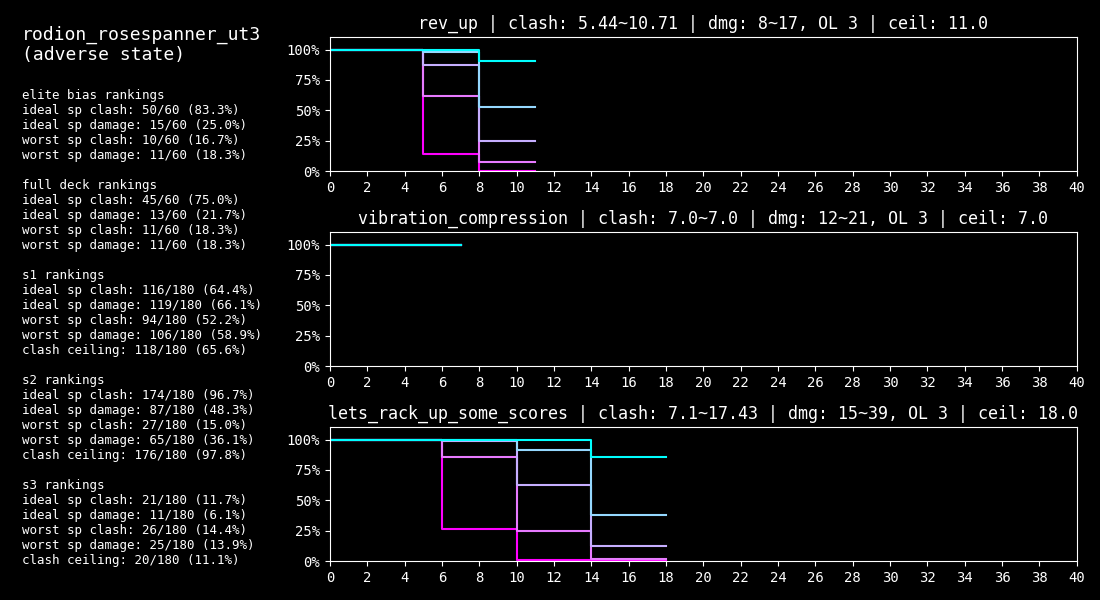 rodion_rosespanner_ut3
(adverse state)
elite bias rankings
ideal sp clash: 50/60 (83.3%)
ideal sp damage: 15/60 (25.0%)
worst sp clash: 10/60 (16.7%)
worst sp damage: 11/60 (18.3%)
full deck rankings
ideal sp clash: 45/60 (75.0%)
ideal sp damage: 13/60 (21.7%)
worst sp clash: 11/60 (18.3%)
worst sp damage: 11/60 (18.3%)
s1 rankings
ideal sp clash: 116/180 (64.4%)
ideal sp damage: 119/180 (66.1%)
worst sp clash: 94/180 (52.2%)
worst sp damage: 106/180 (58.9%)
clash ceiling: 118/180 (65.6%)
s2 rankings
ideal sp clash: 174/180 (96.7%)
ideal sp damage: 87/180 (48.3%)
worst sp clash: 27/180 (15.0%)
worst sp damage: 65/180 (36.1%)
clash ceiling: 176/180 (97.8%)
s3 rankings
ideal sp clash: 21/180 (11.7%)
ideal sp damage: 11/180 (6.1%)
worst sp clash: 26/180 (14.4%)
worst sp damage: 25/180 (13.9%)
clash ceiling: 20/180 (11.1%)
rev_up | clash: 5.44~10.71 | dmg: 8~17, OL 3 | ceil: 11.0
100%
75%
50%
25%
0%
0 2 4 6 8 10 12 14 16 18 20 22 24 26 28 30 32 34 36 38 40
vibration_compression | clash: 7.0~7.0 | dmg: 12~21, OL 3 | ceil: 7.0
100%
75%
50%
25%
0%
0 2 4 6 8 10 12 14 16 18 20 22 24 26 28 30 32 34 36 38 40
lets_rack_up_some_scores | clash: 7.1~17.43 | dmg: 15~39, OL 3 | ceil: 18.0
100%
75%
50%
25%
0%
0 2 4 6 8 10 12 14 16 18 20 22 24 26 28 30 32 34 36 38 40